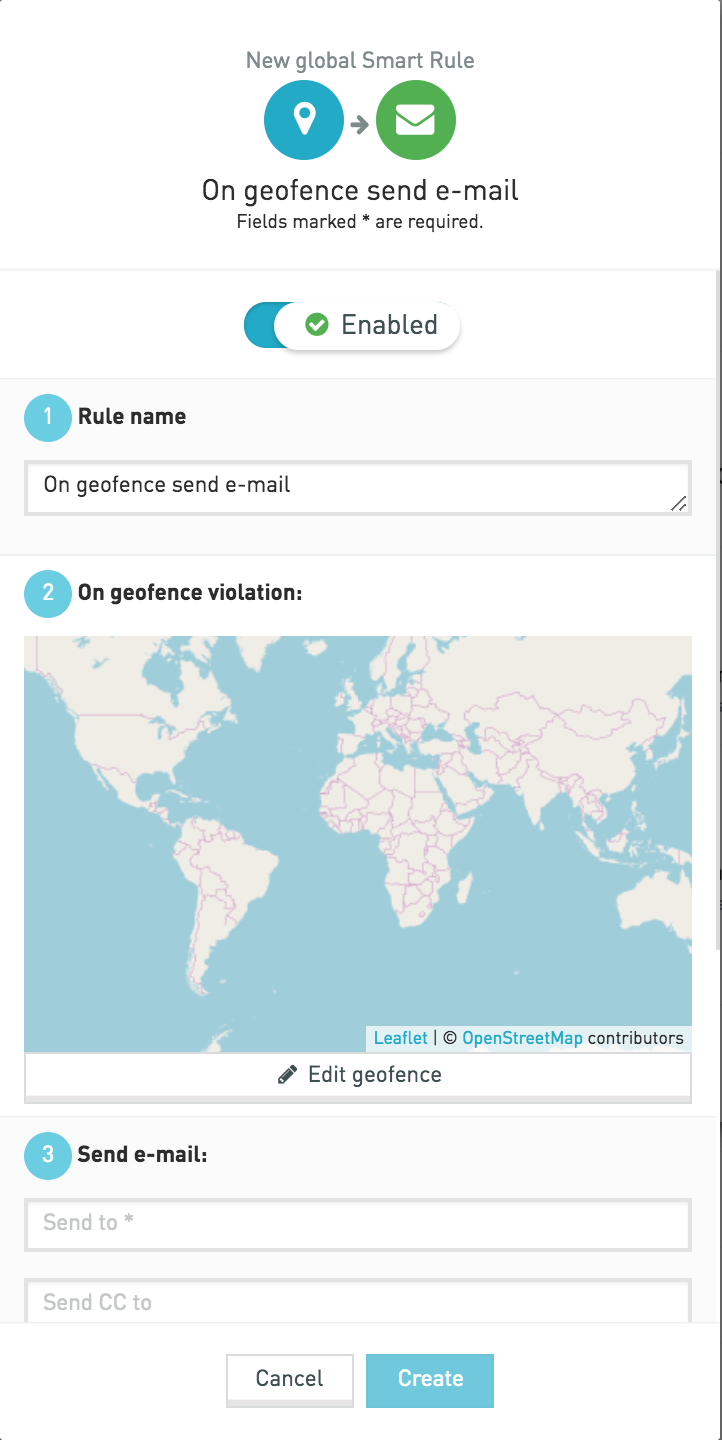 New global Smart Rule
On geofence send e-mail
Fields marked * are required.
Enabled
1 Rule name
On geofence send e-mail
2 On geofence violation:
Leaflet | © OpenStreetMap contributors
Edit geofence
3 Send e-mail:
Send to *
Send CC to
Cancel Create